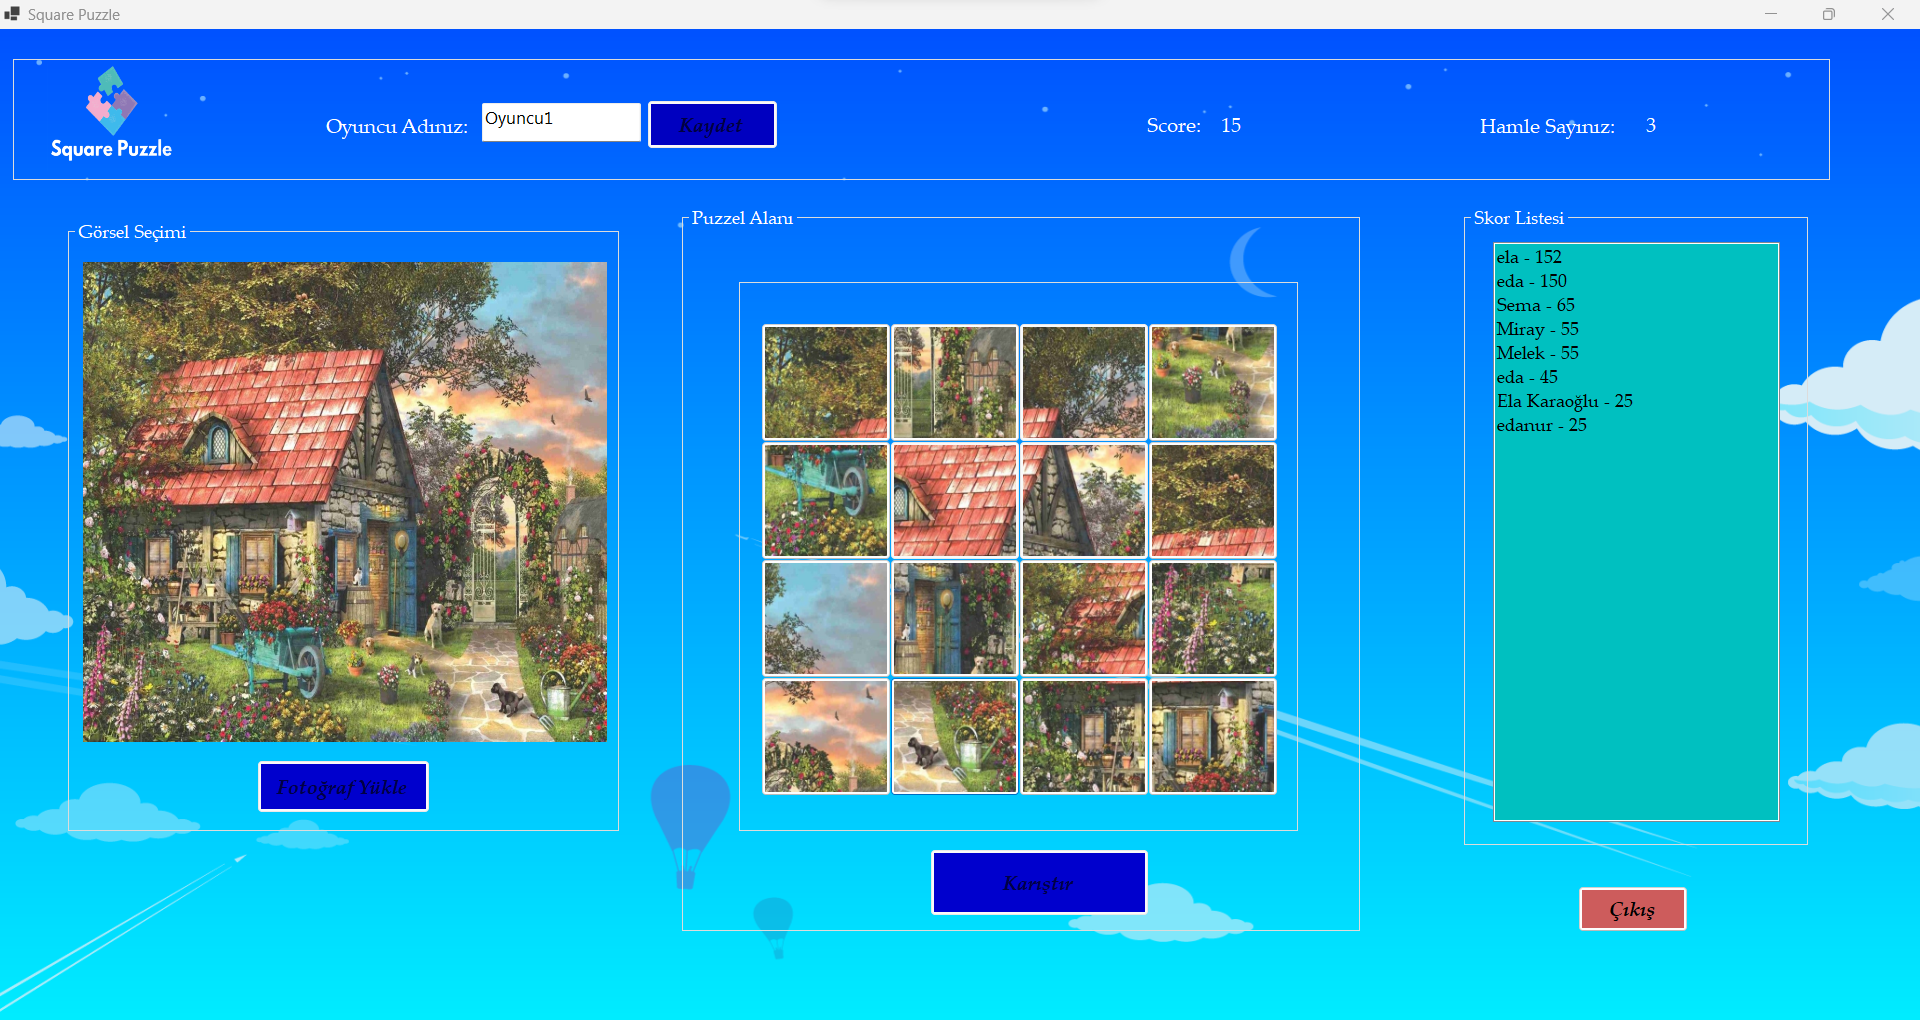 Square Puzzle
Square Puzzle
Oyuncu Adınız:
Oyuncu1
Kaydet
Score: 15
Hamle Sayınız: 3
Görsel Seçimi
Fotoğraf Yükle
Puzzel Alanı
Karıştır
Skor Listesi
ela - 152
eda - 150
Sema - 65
Miray - 55
Melek - 55
eda - 45
Ela Karaoğlu - 25
edanur - 25
Çıkış